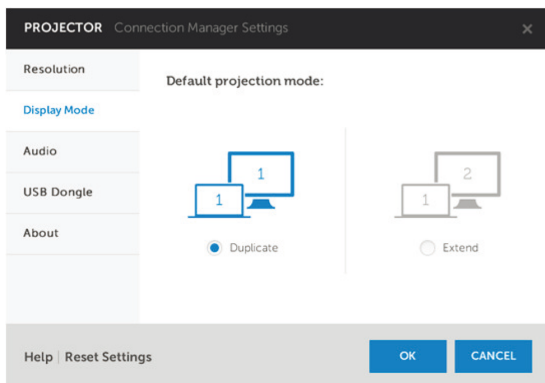 PROJECTOR Connection Manager Settings ×
Resolution
Default projection mode:
Display Mode
Audio
USB Dongle
About
1
1
2
1
Duplicate
Extend
Help | Reset Settings
OK
CANCEL